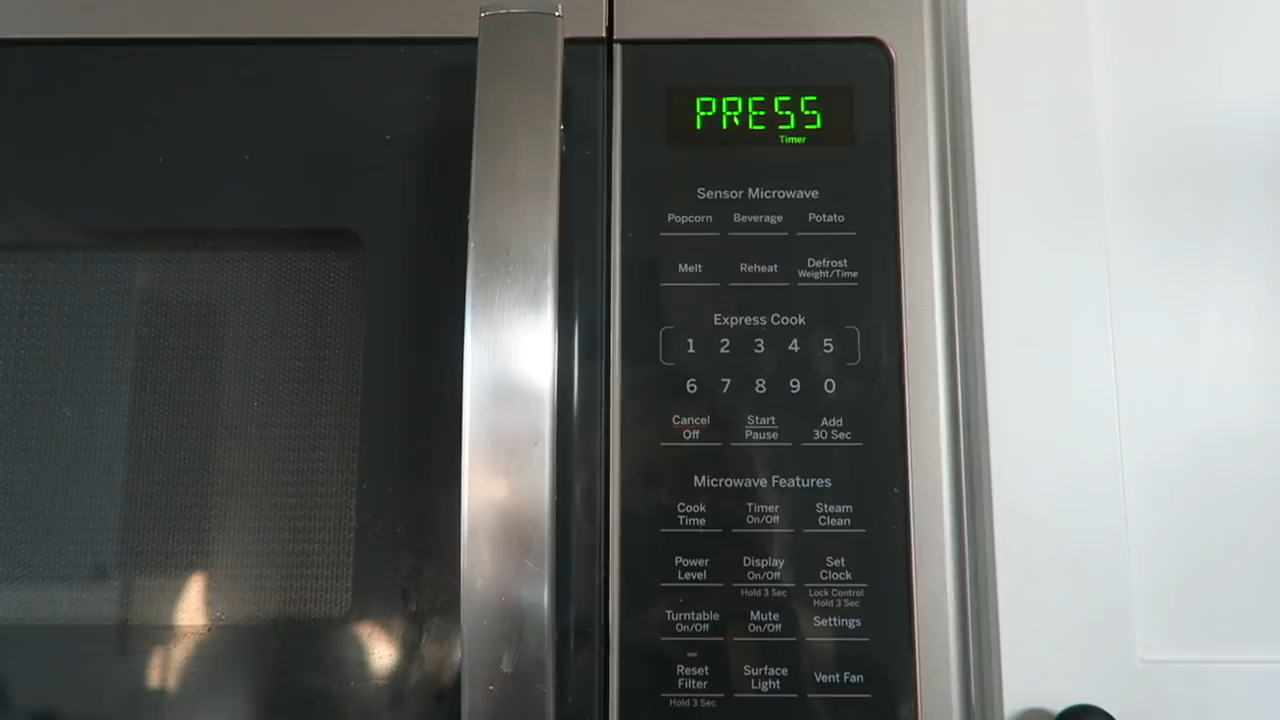 PRESS
Timer
Sensor Microwave
Popcorn Beverage Potato
Melt Reheat Defrost
Weight/Time
Express Cook
1 2 3 4 5
6 7 8 9 0
Cancel Start Add
Off Pause 30 Sec
Microwave Features
Cook Timer Steam
Time On/Off Clean
Power Display Set
Level On/Off Clock
Hold 3 Sec Lock Control
Hold 3 Sec
Turntable Mute Settings
On/Off On/Off
Reset Surface Vent Fan
Filter Light
Hold 3 Sec